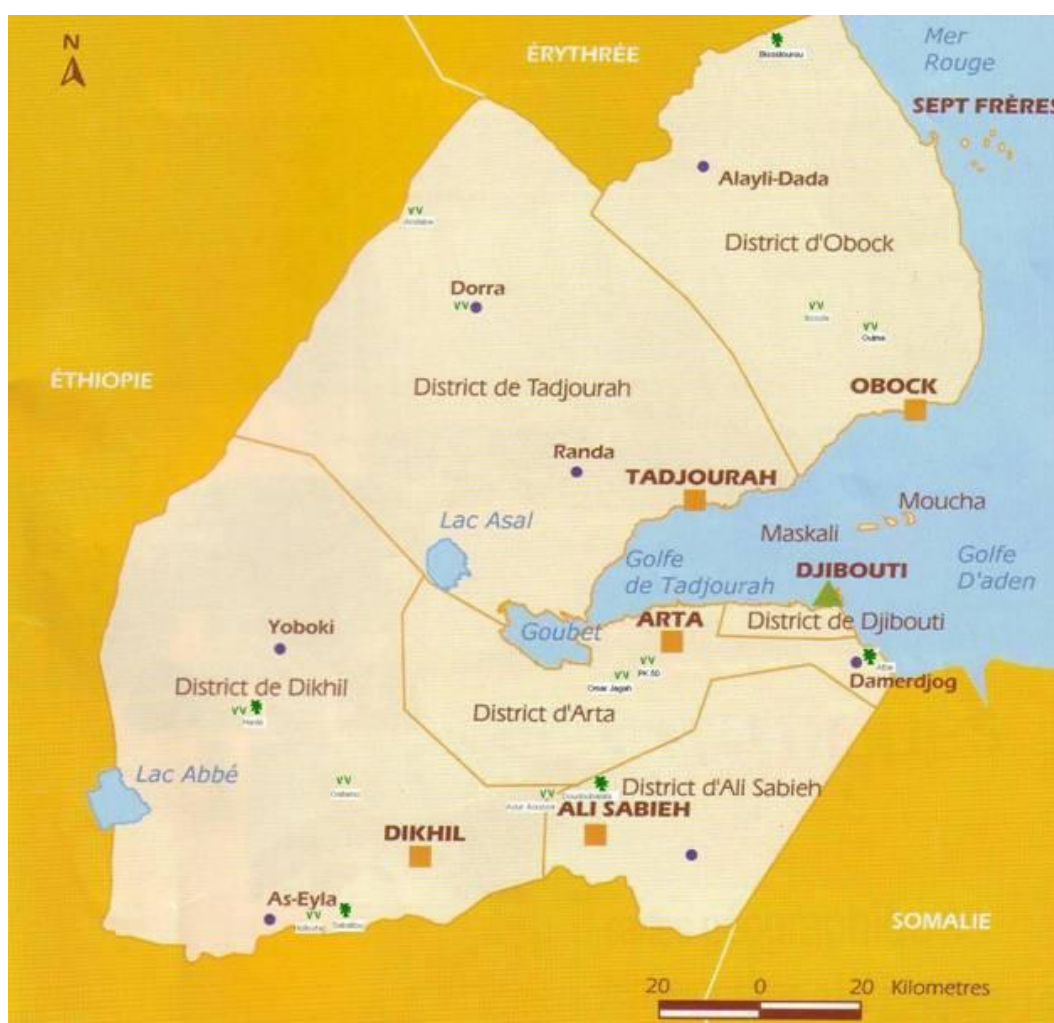 N
ÉRYTHRÉE
Mer
Rouge
SEPT FRÈRES
Alayli-Dada
District d'Obock
Dorra
ÉTHIOPIE
District de Tadjourah
OBOCK
Randa
TADJOURAH
Lac Asal
Moucha
Maskali
Golfe
de Tadjourah
Golfe
D'aden
DJIBOUTI
Goubet
ARTA
District de Djibouti
Yoboki
PK 50
Omar Jagah
Damerdjog
District de Dikhil
District d'Arta
Lac Abbé
District d'Ali Sabieh
ALI SABIEH
DIKHIL
As-Eyla
SOMALIE
20 0 20 Kilometres